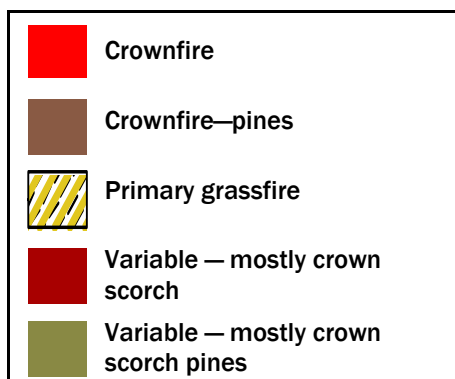 Crownfire
Crownfire—pines
Primary grassfire
Variable — mostly crown
scorch
Variable — mostly crown
scorch pines